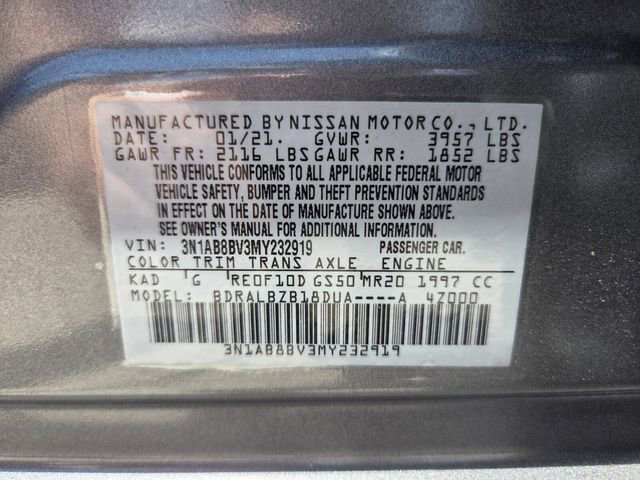 MANUFACTURED BY NISSAN MOTOR CO., LTD.
DATE: 01/21. GVWR: 3957 LBS
GAWR FR: 2116 LBS GAWR RR: 1852 LBS
THIS VEHICLE CONFORMS TO ALL APPLICABLE FEDERAL MOTOR
VEHICLE SAFETY, BUMPER AND THEFT PREVENTION STANDARDS
IN EFFECT ON THE DATE OF MANUFACTURE SHOWN ABOVE.
SEE OWNER'S MANUAL FOR ADDITIONAL INFORMATION
VIN: 3N1AB8BV3MY232919 PASSENGER CAR.
COLOR TRIM TRANS AXLE ENGINE
KAD G RE0F10D GS50 MR20 1997 CC
MODEL: BDRALBZB18DUA----A 4Z000
3N1AB8BV3MY232919